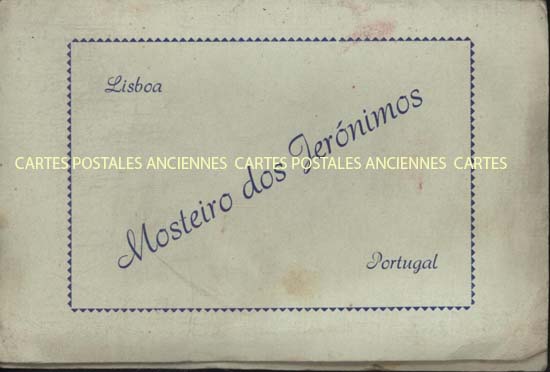 Lisboa
CARTES POSTALES ANCIENNES CARTES POSTALES ANCIENNES CARTES
Mosteiro dos Jerónimos
Portugal